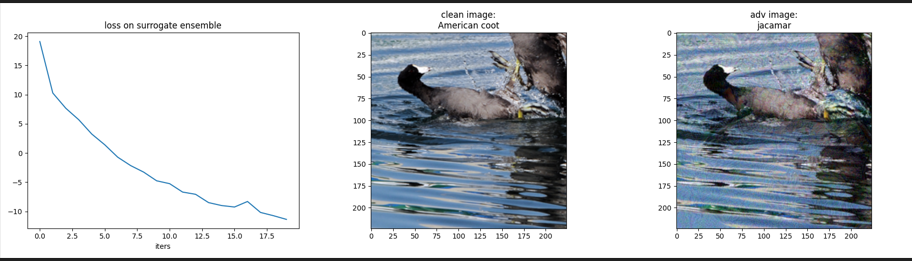 loss on surrogate ensemble
20
15
10
5
0
−5
−10
0.0 2.5 5.0 7.5 10.0 12.5 15.0 17.5
iters
clean image:
American coot
0
25
50
75
100
125
150
175
200
0 25 50 75 100 125 150 175 200
adv image:
jacamar
0
25
50
75
100
125
150
175
200
0 25 50 75 100 125 150 175 200